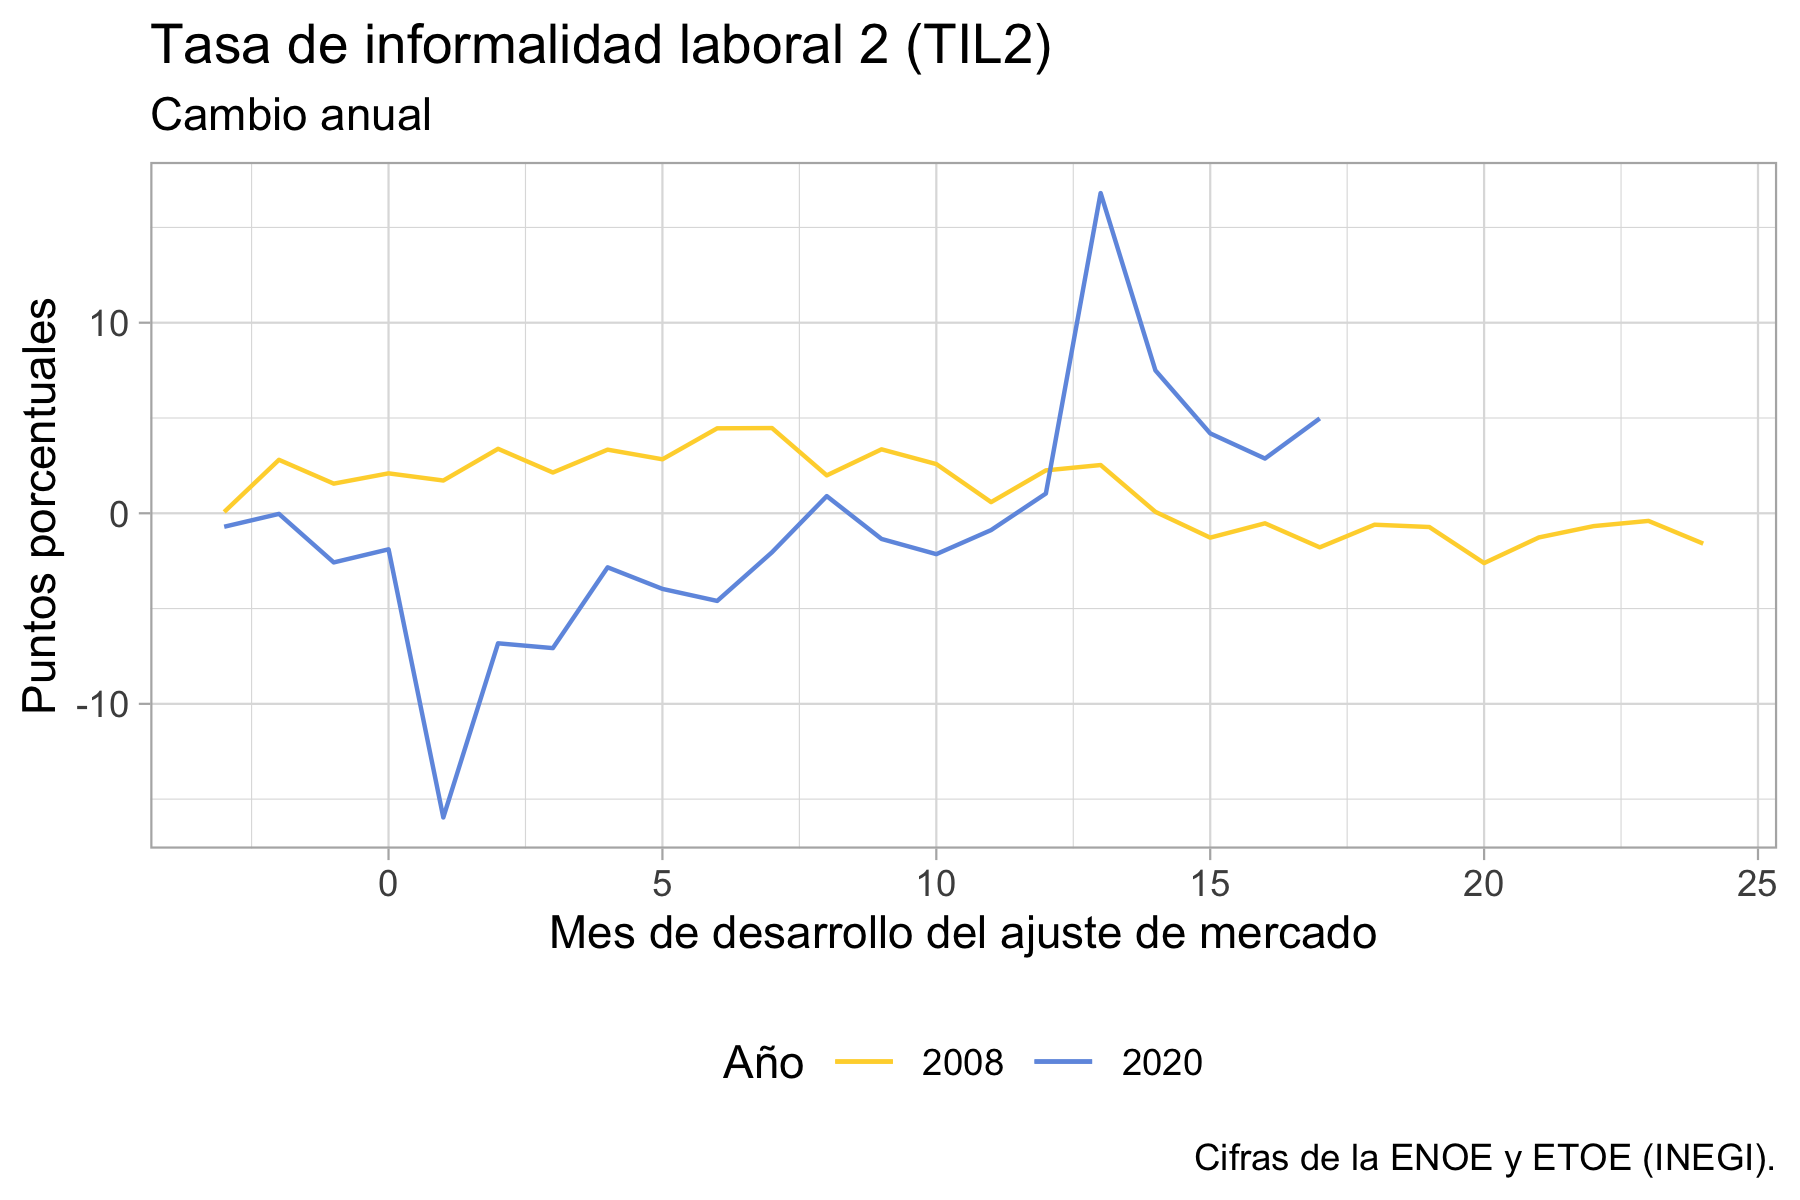 Tasa de informalidad laboral 2 (TIL2)
Cambio anual
Puntos porcentuales
10
0
-10
0 5 10 15 20 25
Mes de desarrollo del ajuste de mercado
Año 2008 2020
Cifras de la ENOE y ETOE (INEGI).